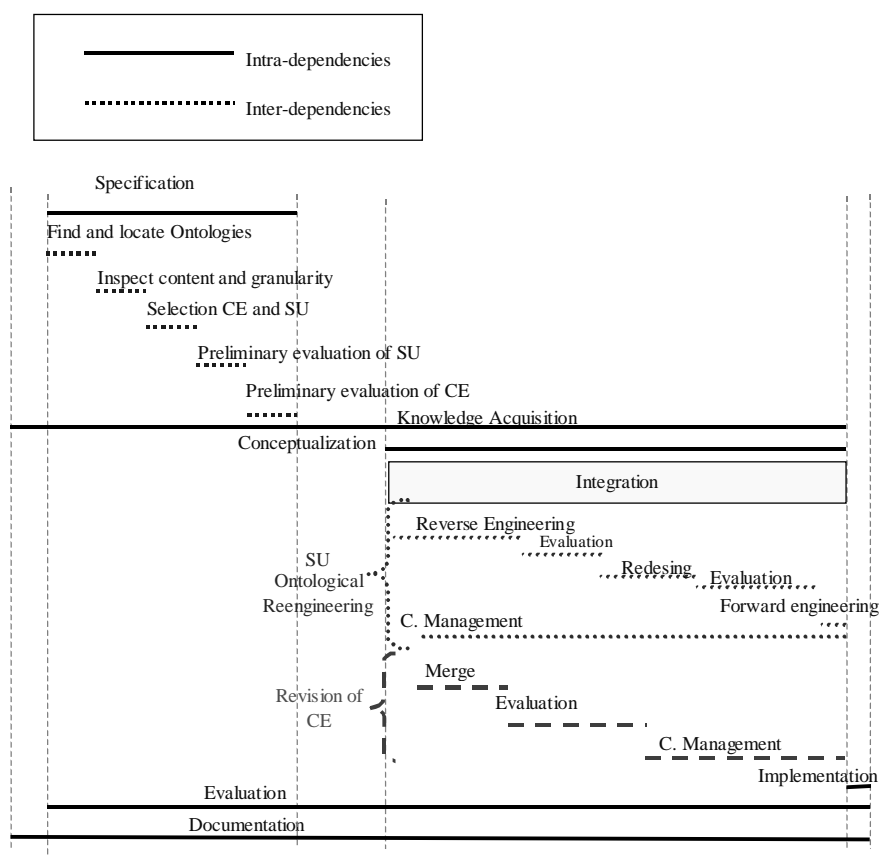 Intra-dependencies
Inter-dependencies
Specification
Find and locate Ontologies
Inspect content and granularity
Selection CE and SU
Preliminary evaluation of SU
Preliminary evaluation of CE
Knowledge Acquisition
Conceptualization
Integration
Reverse Engineering
Evaluation
SU
Ontological
Reengineering
Redesing
Evaluation
Forward engineering
C. Management
Merge
Revision of
CE
Evaluation
C. Management
Implementation
Evaluation
Documentation